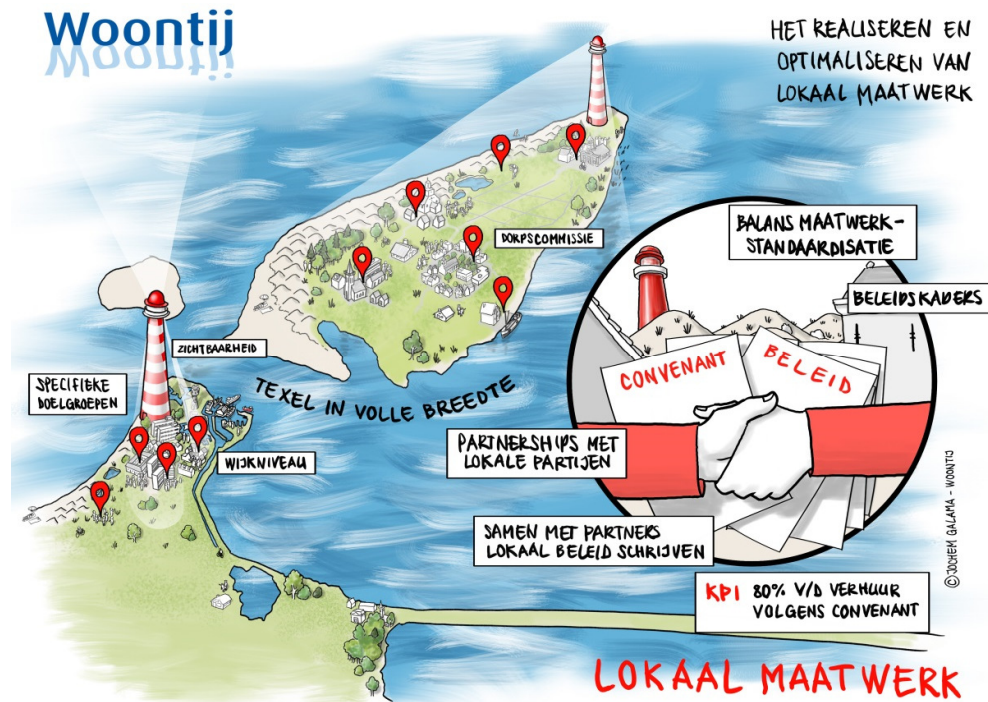 Woontij
HET REALISEREN EN
OPTIMALISEREN VAN
LOKAAL MAATWERK
DORPSCOMMISSIE
BALANS MAATWERK-
STANDAARDISATIE
BELEIDSKADERS
ZICHTBAARHEID
SPECIFIEKE
DOELGROEPEN
TEXEL IN VOLLE BREEDTE
CONVENANT
BELEID
WIJKNIVEAU
PARTNERSHIPS MET
LOKALE PARTIJEN
SAMEN MET PARTNERS
LOKAAL BELEID SCHRIJVEN
KPI 80% V/D VERHUUR
VOLGENS CONVENANT
©JOCHEM GALAMA - WOONTIJ
LOKAAL MAATWERK